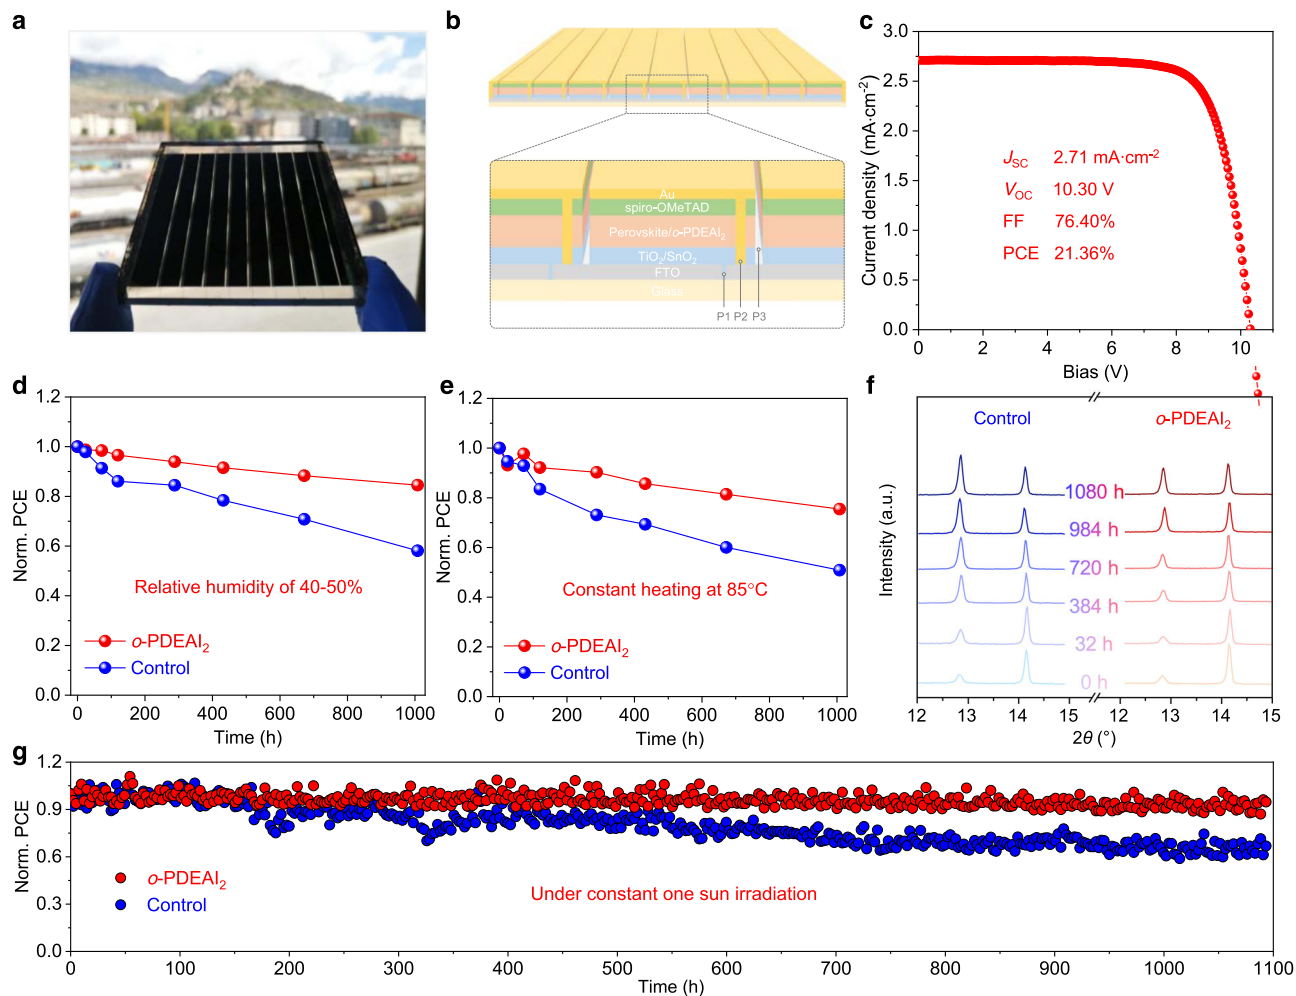 a
b
Au
spiro-OMeTAD
Perovskite/o-PDEAI₂
TiO₂/SnO₂
FTO
Glass
P1 P2 P3
c
Current density (mA·cm⁻²)
3.0
2.5
2.0
1.5
1.0
0.5
0.0
J_SC 2.71 mA·cm⁻²
V_OC 10.30 V
FF 76.40%
PCE 21.36%
0 2 4 6 8 10
Bias (V)
d
Norm. PCE
1.2
1.0
0.8
0.6
0.4
0.2
0.0
Relative humidity of 40-50%
o-PDEAI₂
Control
0 200 400 600 800 1000
Time (h)
e
Norm. PCE
1.2
1.0
0.8
0.6
0.4
0.2
0.0
Constant heating at 85°C
o-PDEAI₂
Control
0 200 400 600 800 1000
Time (h)
f
Intensity (a.u.)
Control
o-PDEAI₂
1080 h
984 h
720 h
384 h
32 h
0 h
12 13 14 15 12 13 14 15
2θ (°)
g
Norm. PCE
1.2
0.9
0.6
0.3
0.0
o-PDEAI₂
Control
Under constant one sun irradiation
0 100 200 300 400 500 600 700 800 900 1000 1100
Time (h)